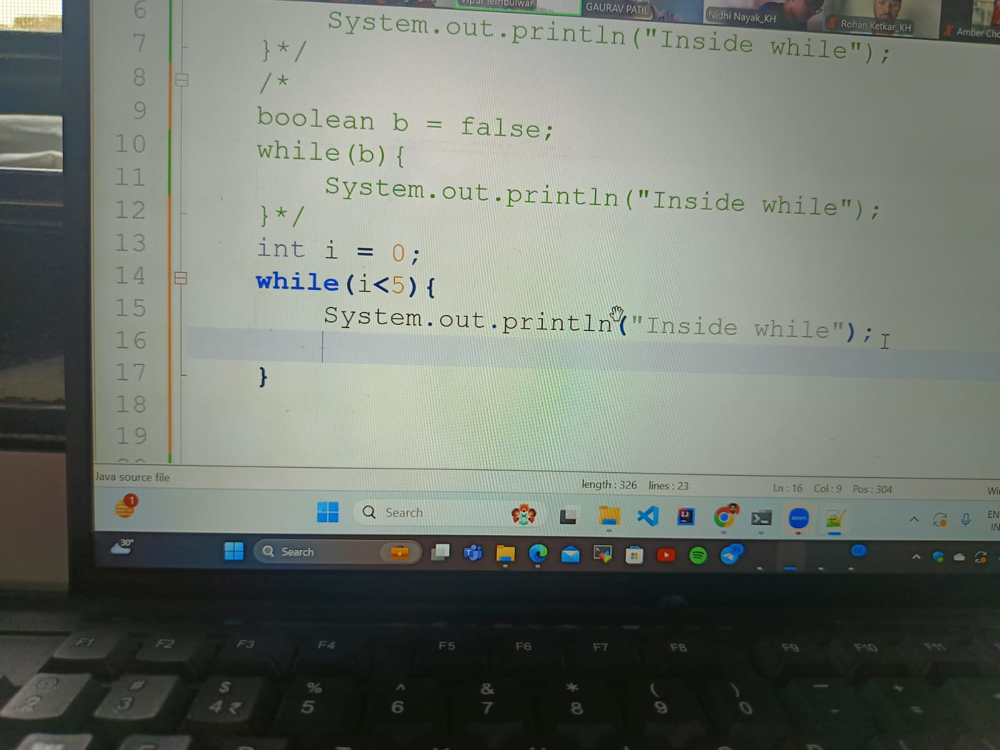 GAURAV PATIL
Nidhi Nayak_KH
Rohan Ketkar_KH
Amber
6 System.out.println("Inside while");
7 }*/
8 /*
9 boolean b = false;
10 while(b){
11 System.out.println("Inside while");
12 }*/
13 int i = 0;
14 while(i<5){
15 System.out.println("Inside while");
16
17 }
18
19
Java source file length : 326 lines : 23 Ln : 16 Col : 9 Pos : 304
1 Search zoom EN
IN
30° Search 99 66
F1 F2 F3 F4 F5 F6 F7 F8 F9 F10 F11
@ # $ % ^ & * ( )
2 3 4 ₹ 5 6 7 8 9 0